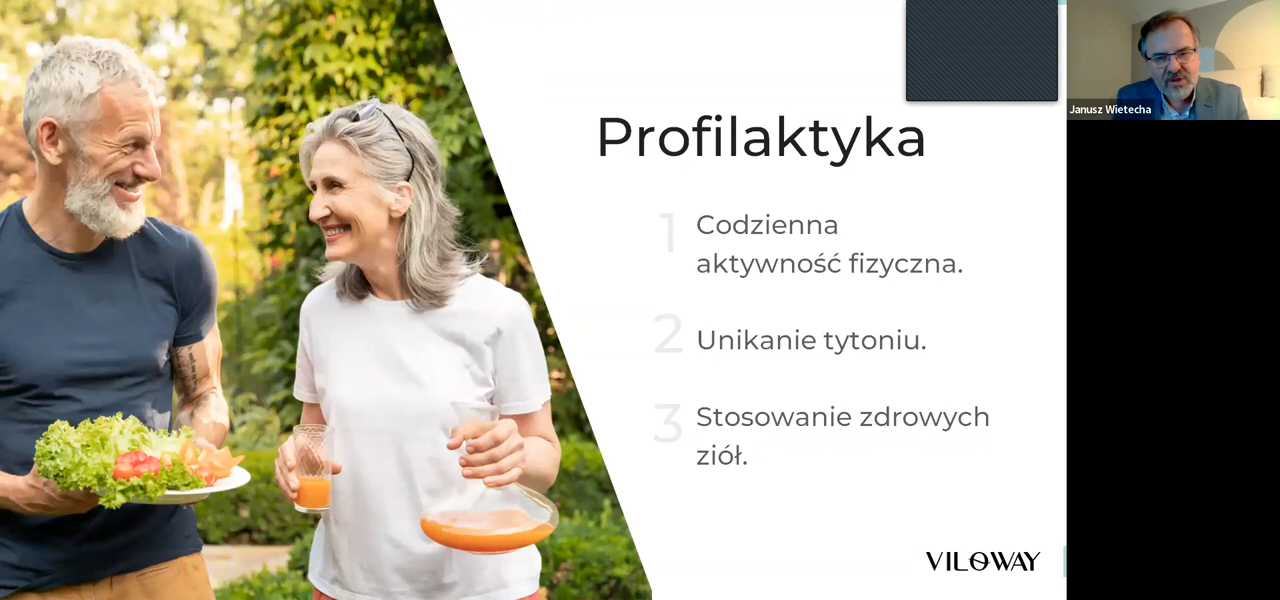 Janusz Wietecha
Profilaktyka
1 Codzienna
aktywność fizyczna.
2 Unikanie tytoniu.
3 Stosowanie zdrowych
ziół.
VILOWAY